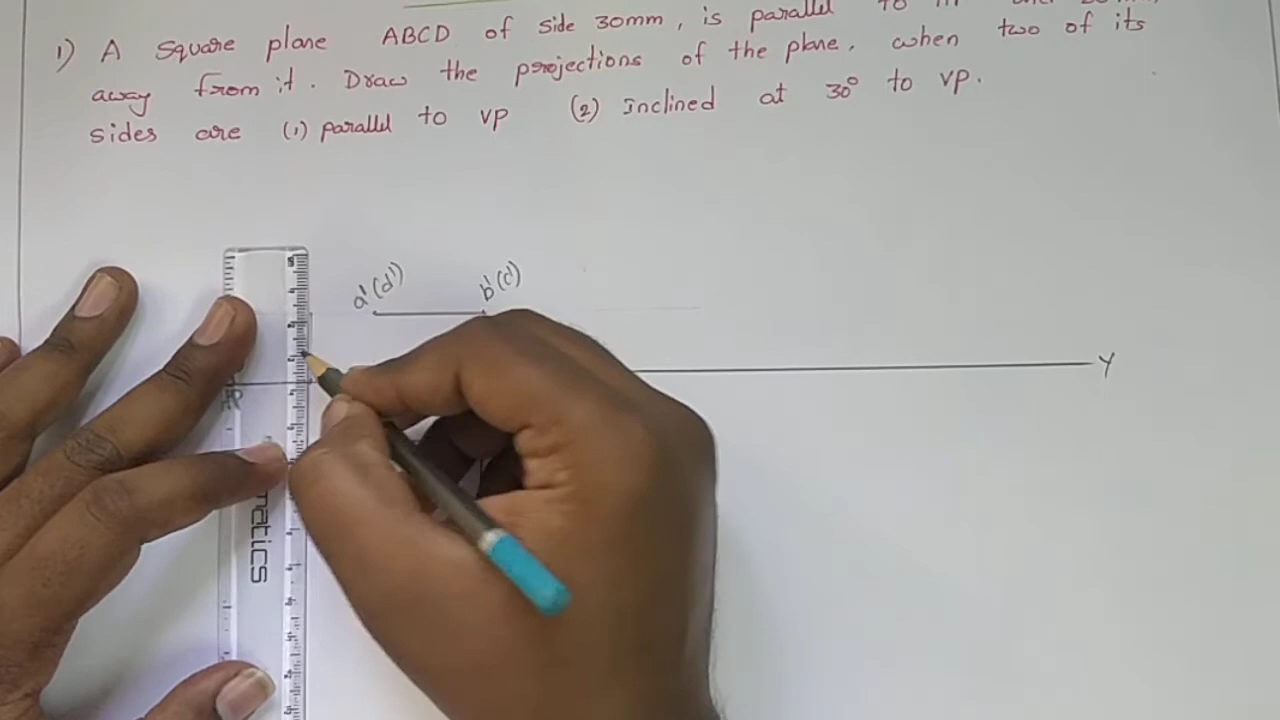 1) A square plane ABCD of side 30mm, is parallel to
away from it. Draw the projections of the plane, when two of its
sides are (1) parallel to VP (2) Inclined at 30° to VP.
a'(d') b'(c')
Y
matics